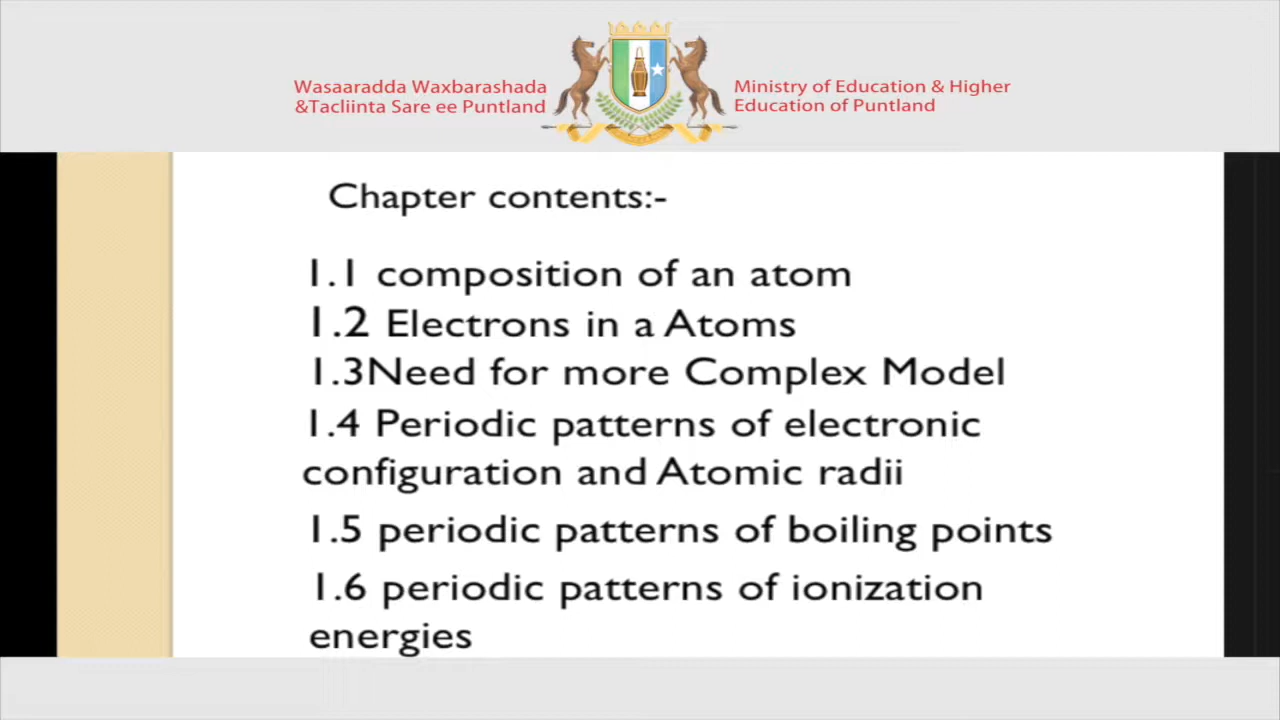 Wasaaradda Waxbarashada
&Tacliinta Sare ee Puntland
Ministry of Education & Higher
Education of Puntland
Chapter contents:-
1.1 composition of an atom
1.2 Electrons in a Atoms
1.3Need for more Complex Model
1.4 Periodic patterns of electronic
configuration and Atomic radii
1.5 periodic patterns of boiling points
1.6 periodic patterns of ionization
energies